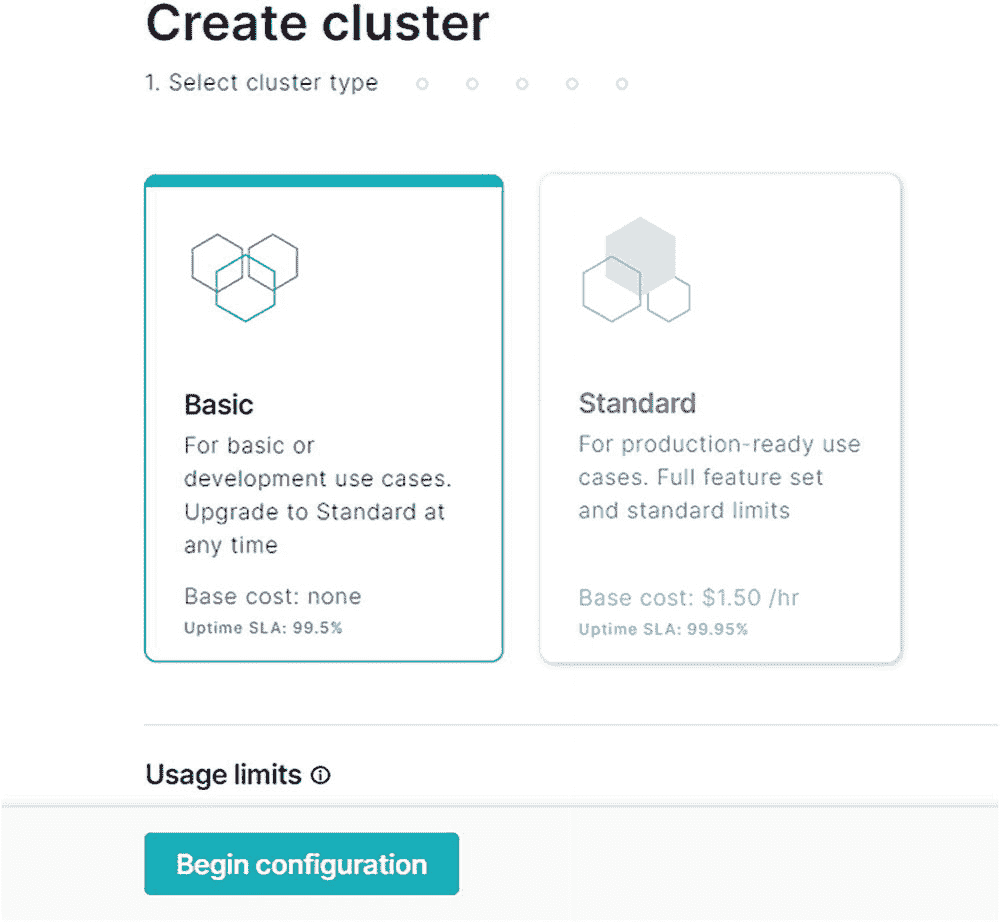 Create cluster
1. Select cluster type
Basic
For basic or
development use cases.
Upgrade to Standard at
any time
Base cost: none
Uptime SLA: 99.5%
Standard
For production-ready use
cases. Full feature set
and standard limits
Base cost: $1.50 /hr
Uptime SLA: 99.95%
Usage limits
Begin configuration